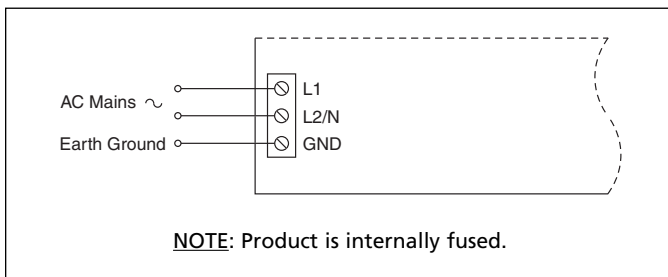 AC Mains ~
Earth Ground
L1
L2/N
GND
NOTE: Product is internally fused.